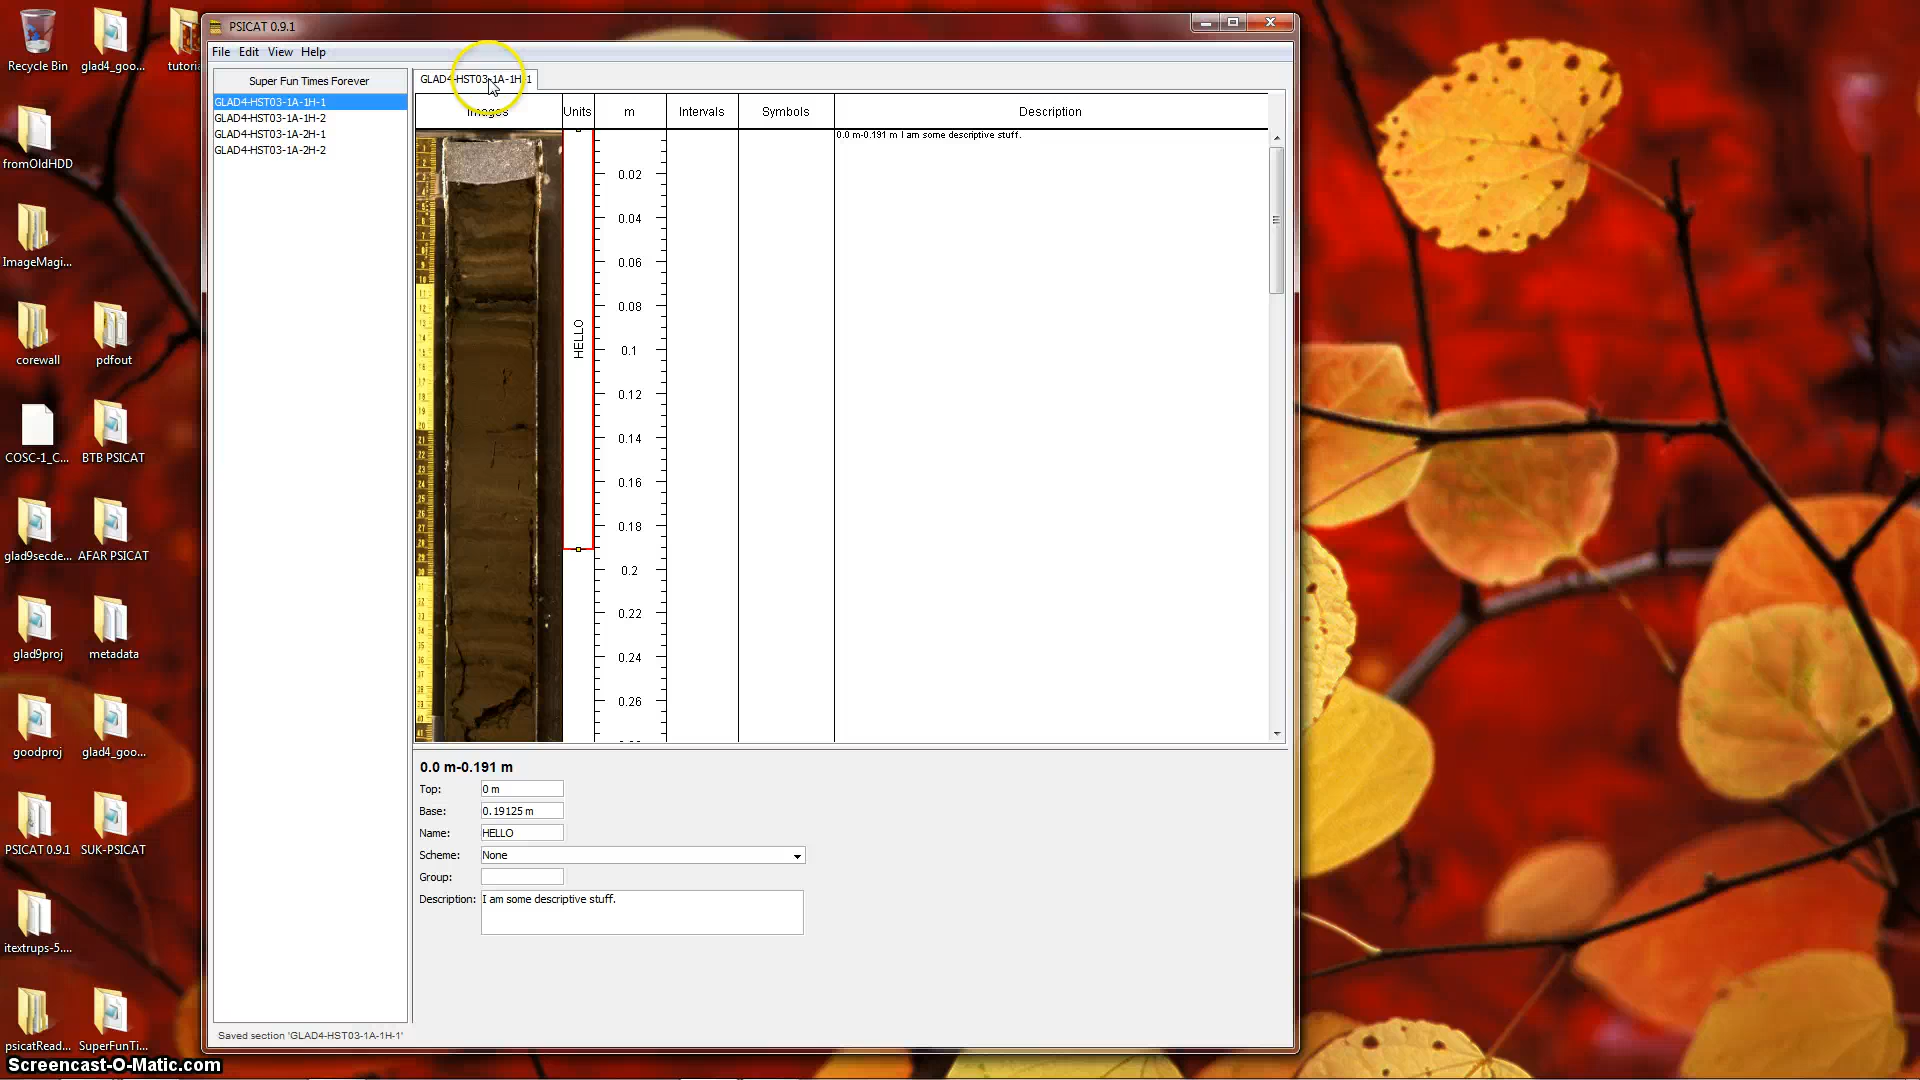 PSICAT 0.9.1
File Edit View Help
Super Fun Times Forever
GLAD4-HST03-1A-1H-1
GLAD4-HST03-1A-1H-2
GLAD4-HST03-1A-2H-1
GLAD4-HST03-1A-2H-2
GLAD4-HST03-1A-1H-1
Images Units m Intervals Symbols Description
0.0 m-0.191 m I am some descriptive stuff.
HELLO
0.02
0.04
0.06
0.08
0.1
0.12
0.14
0.16
0.18
0.2
0.22
0.24
0.26
0.0 m-0.191 m
Top: 0 m
Base: 0.19125 m
Name: HELLO
Scheme: None
Group:
Description: I am some descriptive stuff.
Saved section 'GLAD4-HST03-1A-1H-1'
Recycle Bin
glad4_goo...
tutoria
fromOldHDD
ImageMagi...
corewall
pdfout
COSC-1_C...
BTB PSICAT
glad9secde...
AFAR PSICAT
glad9proj
metadata
goodproj
glad4_goo...
PSICAT 0.9.1
SUK-PSICAT
itextrups-5....
psicatRead...
SuperFunTi...
Screencast-O-Matic.com